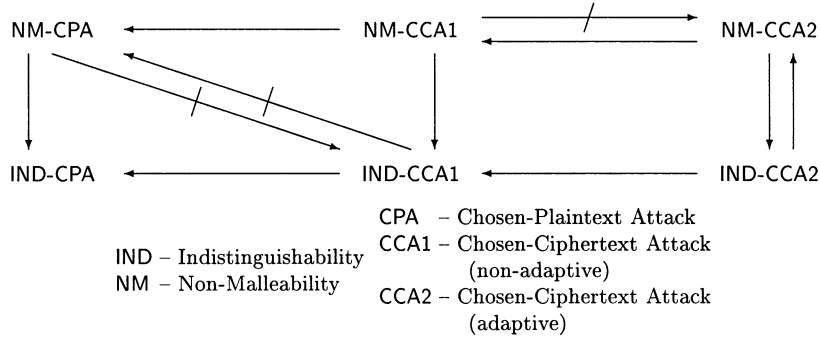 NM-CPA NM-CCA1 NM-CCA2
IND-CPA IND-CCA1 IND-CCA2
IND – Indistinguishability
NM – Non-Malleability
CPA – Chosen-Plaintext Attack
CCA1 – Chosen-Ciphertext Attack
(non-adaptive)
CCA2 – Chosen-Ciphertext Attack
(adaptive)